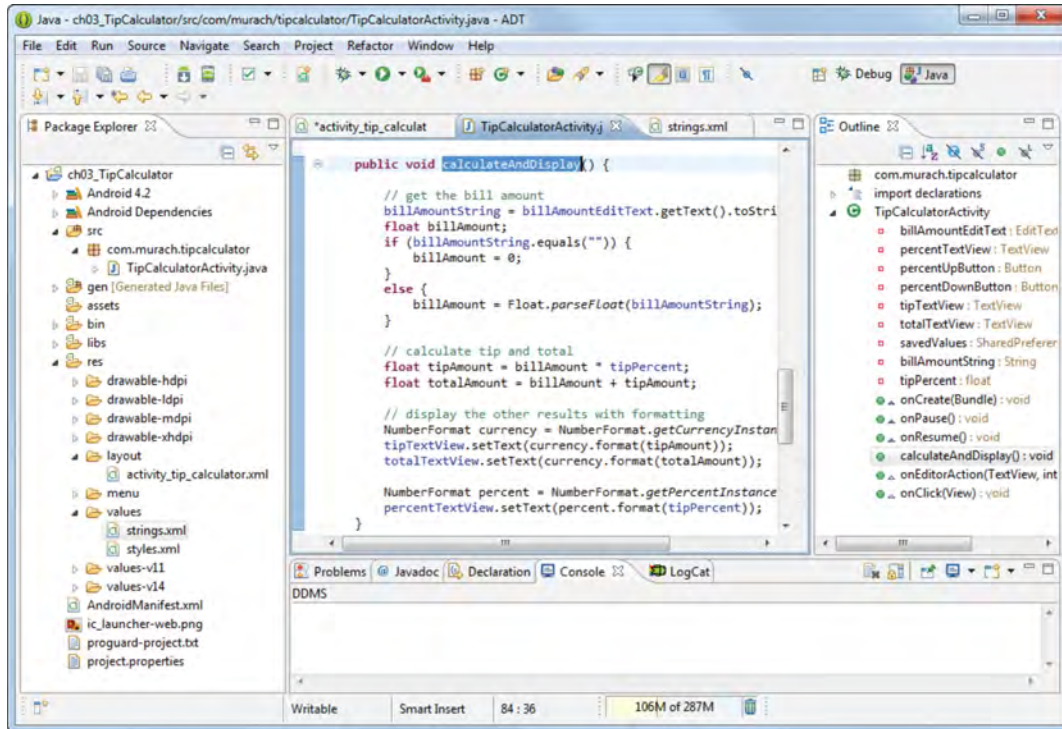 Java - ch03_TipCalculator/src/com/murach/tipcalculator/TipCalculatorActivity.java - ADT
File Edit Run Source Navigate Search Project Refactor Window Help
Debug Java
Package Explorer
ch03_TipCalculator
Android 4.2
Android Dependencies
src
com.murach.tipcalculator
TipCalculatorActivity.java
gen [Generated Java Files]
assets
bin
libs
res
drawable-hdpi
drawable-ldpi
drawable-mdpi
drawable-xhdpi
layout
activity_tip_calculator.xml
menu
values
strings.xml
styles.xml
values-v11
values-v14
AndroidManifest.xml
ic_launcher-web.png
proguard-project.txt
project.properties
*activity_tip_calculat TipCalculatorActivity.j strings.xml
public void calculateAndDisplay() {
// get the bill amount
billAmountString = billAmountEditText.getText().toStri
float billAmount;
if (billAmountString.equals("")) {
billAmount = 0;
}
else {
billAmount = Float.parseFloat(billAmountString);
}
// calculate tip and total
float tipAmount = billAmount * tipPercent;
float totalAmount = billAmount + tipAmount;
// display the other results with formatting
NumberFormat currency = NumberFormat.getCurrencyInstan
tipTextView.setText(currency.format(tipAmount));
totalTextView.setText(currency.format(totalAmount));
NumberFormat percent = NumberFormat.getPercentInstance
percentTextView.setText(percent.format(tipPercent));
}
Outline
com.murach.tipcalculator
import declarations
TipCalculatorActivity
billAmountEditText : EditText
percentTextView : TextView
percentUpButton : Button
percentDownButton : Button
tipTextView : TextView
totalTextView : TextView
savedValues : SharedPreferer
billAmountString : String
tipPercent : float
onCreate(Bundle) : void
onPause() : void
onResume() : void
calculateAndDisplay() : void
onEditorAction(TextView, int
onClick(View) : void
Problems @ Javadoc Declaration Console LogCat
DDMS
Writable Smart Insert 84 : 36 106M of 287M